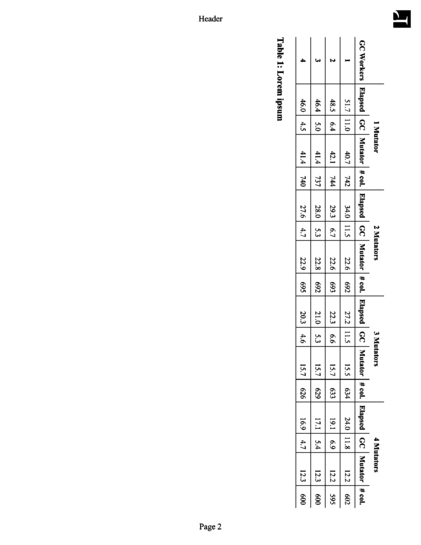 Header
LT
1 Mutator 2 Mutators 3 Mutators 4 Mutators
GC Workers Elapsed GC Mutator # col. Elapsed GC Mutator # col. Elapsed GC Mutator # col. Elapsed GC Mutator # col.
1 51.7 11.0 40.7 742 34.0 11.5 22.6 692 27.2 11.5 15.5 634 24.0 11.8 12.2 602
2 48.5 6.4 42.1 744 29.3 6.7 22.6 693 22.3 6.6 15.7 633 19.1 6.9 12.2 595
3 46.4 5.0 41.4 737 28.0 5.3 22.8 692 21.0 5.3 15.7 629 17.1 5.4 12.3 600
4 46.0 4.5 41.4 740 27.6 4.7 22.9 695 20.3 4.6 15.7 626 16.9 4.7 12.3 600
Table 1: Lorem ipsum
Page 2